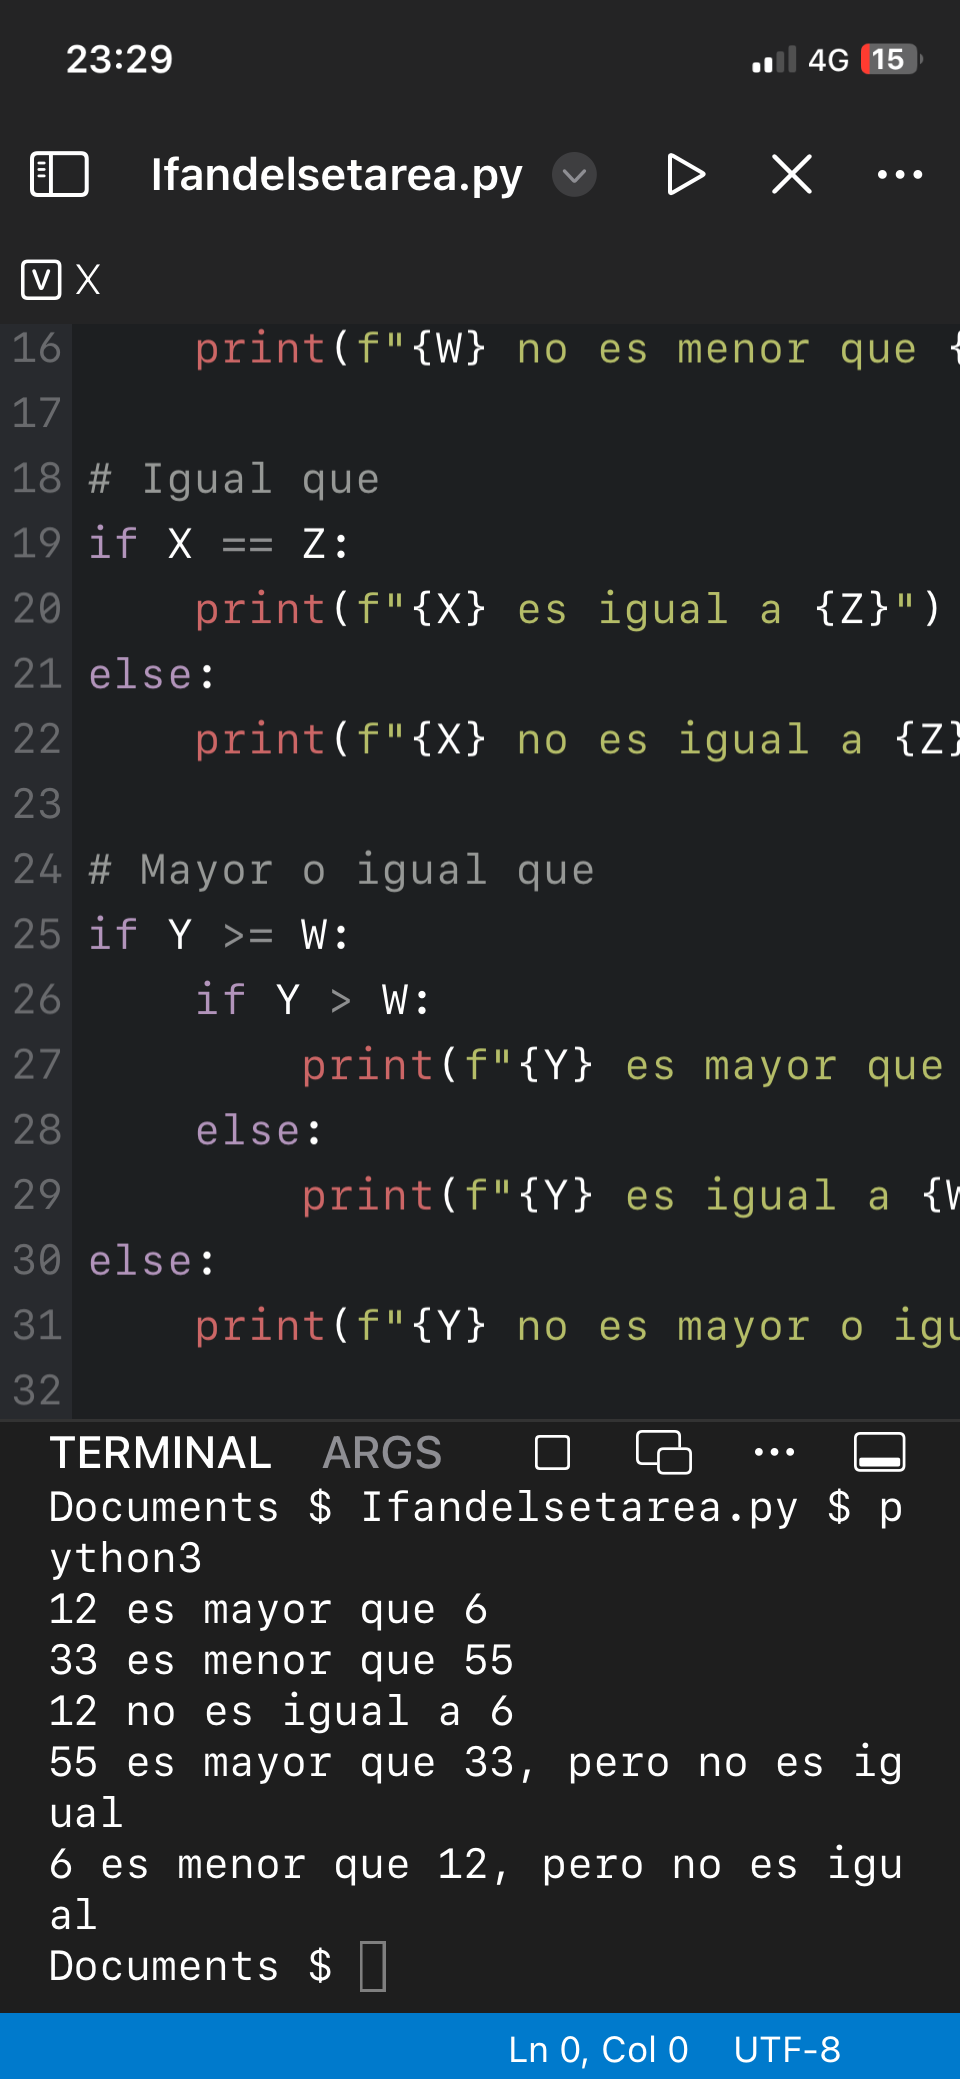 23:29 4G 15
Ifandelsetarea.py
V X
16 print(f"{W} no es menor que {
17
18 # Igual que
19 if X == Z:
20 print(f"{X} es igual a {Z}")
21 else:
22 print(f"{X} no es igual a {Z}
23
24 # Mayor o igual que
25 if Y >= W:
26 if Y > W:
27 print(f"{Y} es mayor que
28 else:
29 print(f"{Y} es igual a {W
30 else:
31 print(f"{Y} no es mayor o igu
32
TERMINAL ARGS
Documents $ Ifandelsetarea.py $ p
ython3
12 es mayor que 6
33 es menor que 55
12 no es igual a 6
55 es mayor que 33, pero no es ig
ual
6 es menor que 12, pero no es igu
al
Documents $
Ln 0, Col 0 UTF-8